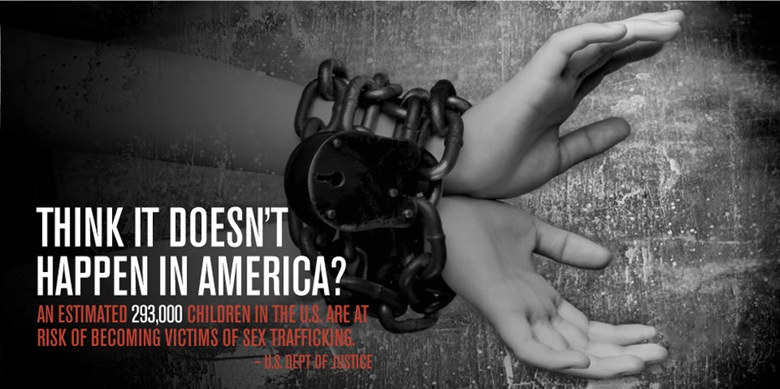 THINK IT DOESN'T
HAPPEN IN AMERICA?
AN ESTIMATED 293,000 CHILDREN IN THE U.S. ARE AT
RISK OF BECOMING VICTIMS OF SEX TRAFFICKING.
– U.S. DEPT OF JUSTICE